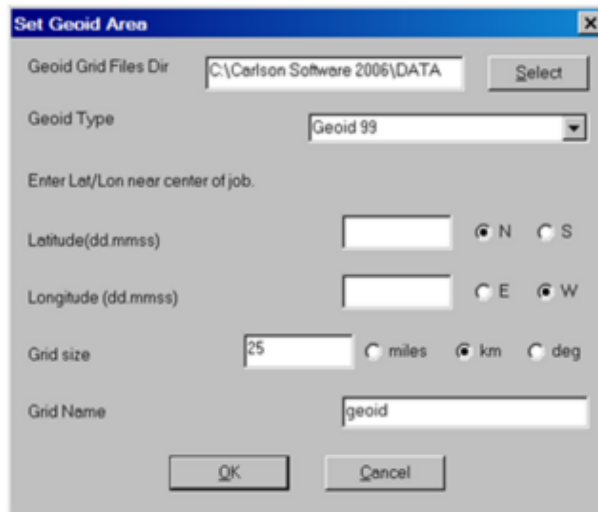 Set Geoid Area
Geoid Grid Files Dir C:\Carlson Software 2006\DATA Select
Geoid Type Geoid 99
Enter Lat/Lon near center of job.
Latitude(dd.mmss) N S
Longitude (dd.mmss) E W
Grid size 25 miles km deg
Grid Name geoid
OK Cancel